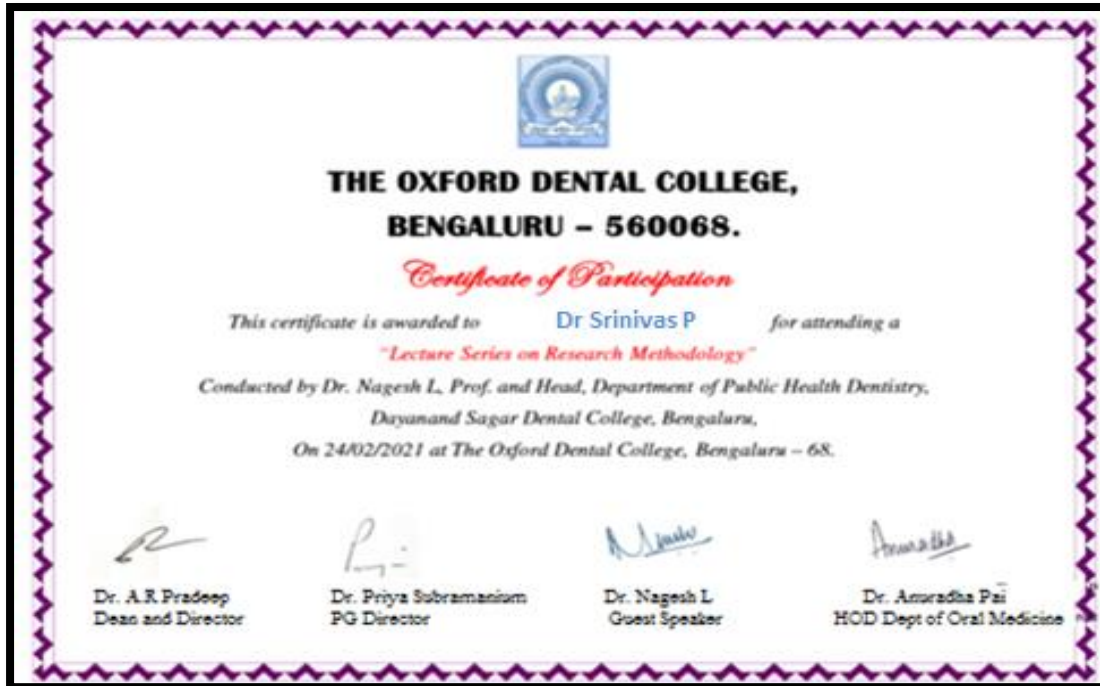 THE OXFORD DENTAL COLLEGE,
BENGALURU – 560068.
Certificate of Participation
This certificate is awarded to Dr Srinivas P for attending a
"Lecture Series on Research Methodology"
Conducted by Dr. Nagesh L, Prof. and Head, Department of Public Health Dentistry,
Dayanand Sagar Dental College, Bengaluru,
On 24/02/2021 at The Oxford Dental College, Bengaluru – 68.
Anuradha
Dr. A.R Pradeep Dr. Priya Subramanium Dr. Nagesh L Dr. Anuradha Pai
Dean and Director PG Director Guest Speaker HOD Dept of Oral Medicine